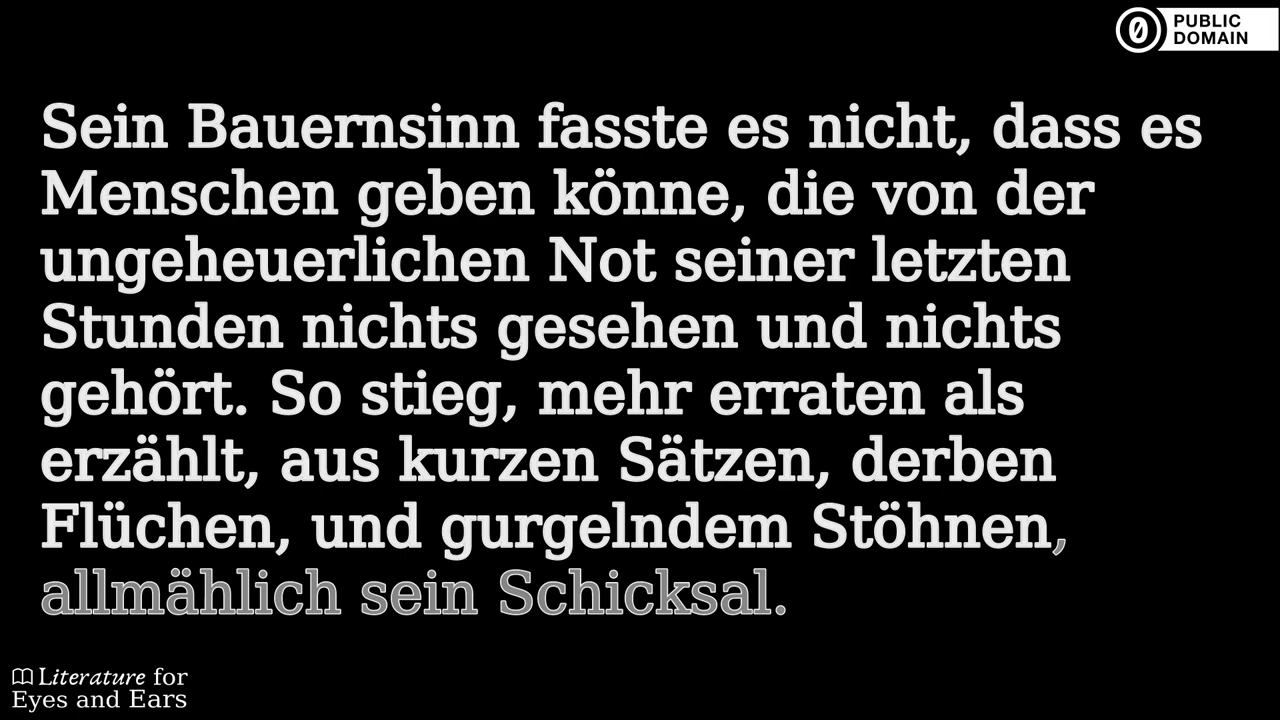 PUBLIC
DOMAIN
Sein Bauernsinn fasste es nicht, dass es
Menschen geben könne, die von der
ungeheuerlichen Not seiner letzten
Stunden nichts gesehen und nichts
gehört. So stieg, mehr erraten als
erzählt, aus kurzen Sätzen, derben
Flüchen, und gurgelndem Stöhnen,
allmählich sein Schicksal.
Literature for
Eyes and Ears